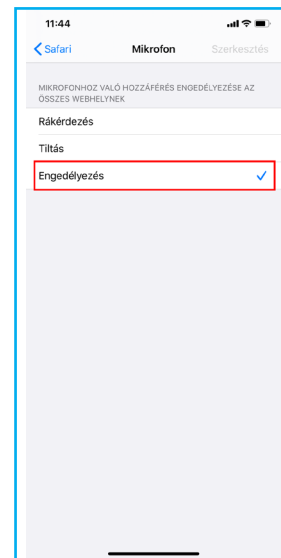 11:44
Safari Mikrofon Szerkesztés
MIKROFONHOZ VALÓ HOZZÁFÉRÉS ENGEDÉLYEZÉSE AZ
ÖSSZES WEBHELYNEK
Rákérdezés
Tiltás
Engedélyezés